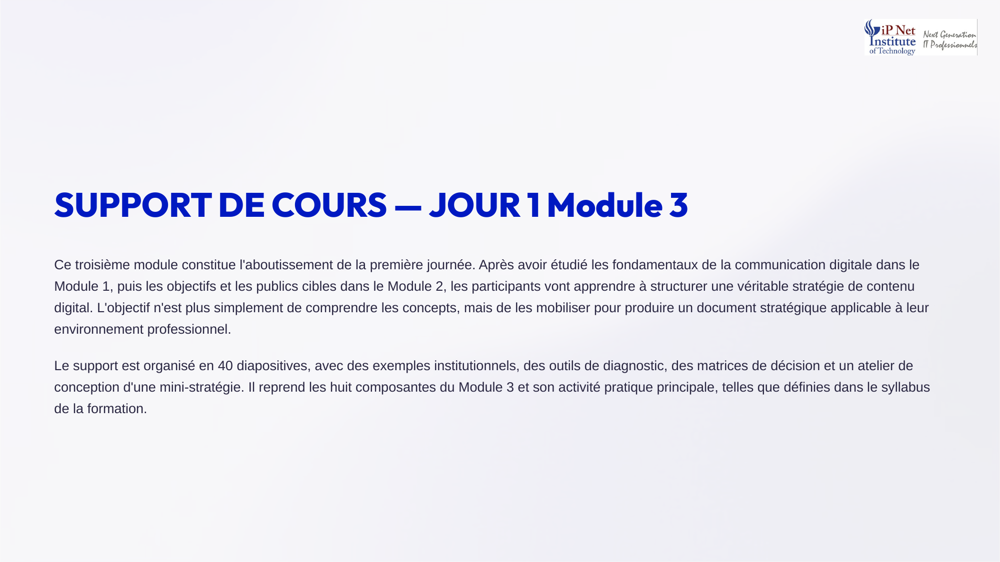 iP Net
Institute
of Technology
Next Generation
IT Professionnels
SUPPORT DE COURS — JOUR 1 Module 3
Ce troisième module constitue l'aboutissement de la première journée. Après avoir étudié les fondamentaux de la communication digitale dans le
Module 1, puis les objectifs et les publics cibles dans le Module 2, les participants vont apprendre à structurer une véritable stratégie de contenu
digital. L'objectif n'est plus simplement de comprendre les concepts, mais de les mobiliser pour produire un document stratégique applicable à leur
environnement professionnel.
Le support est organisé en 40 diapositives, avec des exemples institutionnels, des outils de diagnostic, des matrices de décision et un atelier de
conception d'une mini-stratégie. Il reprend les huit composantes du Module 3 et son activité pratique principale, telles que définies dans le syllabus
de la formation.